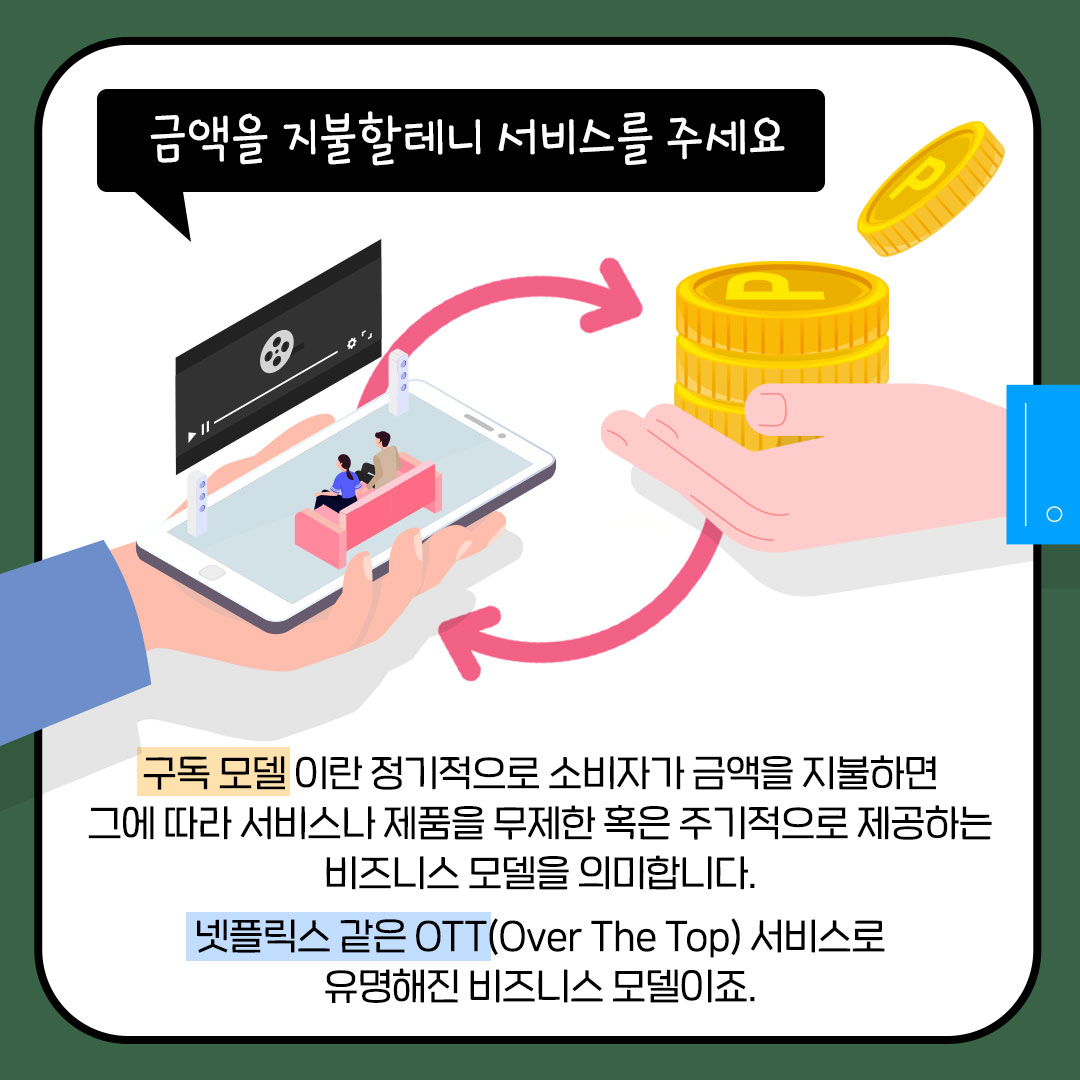 금액을 지불할테니 서비스를 주세요
P
P
구독 모델 이란 정기적으로 소비자가 금액을 지불하면
그에 따라 서비스나 제품을 무제한 혹은 주기적으로 제공하는
비즈니스 모델을 의미합니다.
넷플릭스 같은 OTT(Over The Top) 서비스로
유명해진 비즈니스 모델이죠.